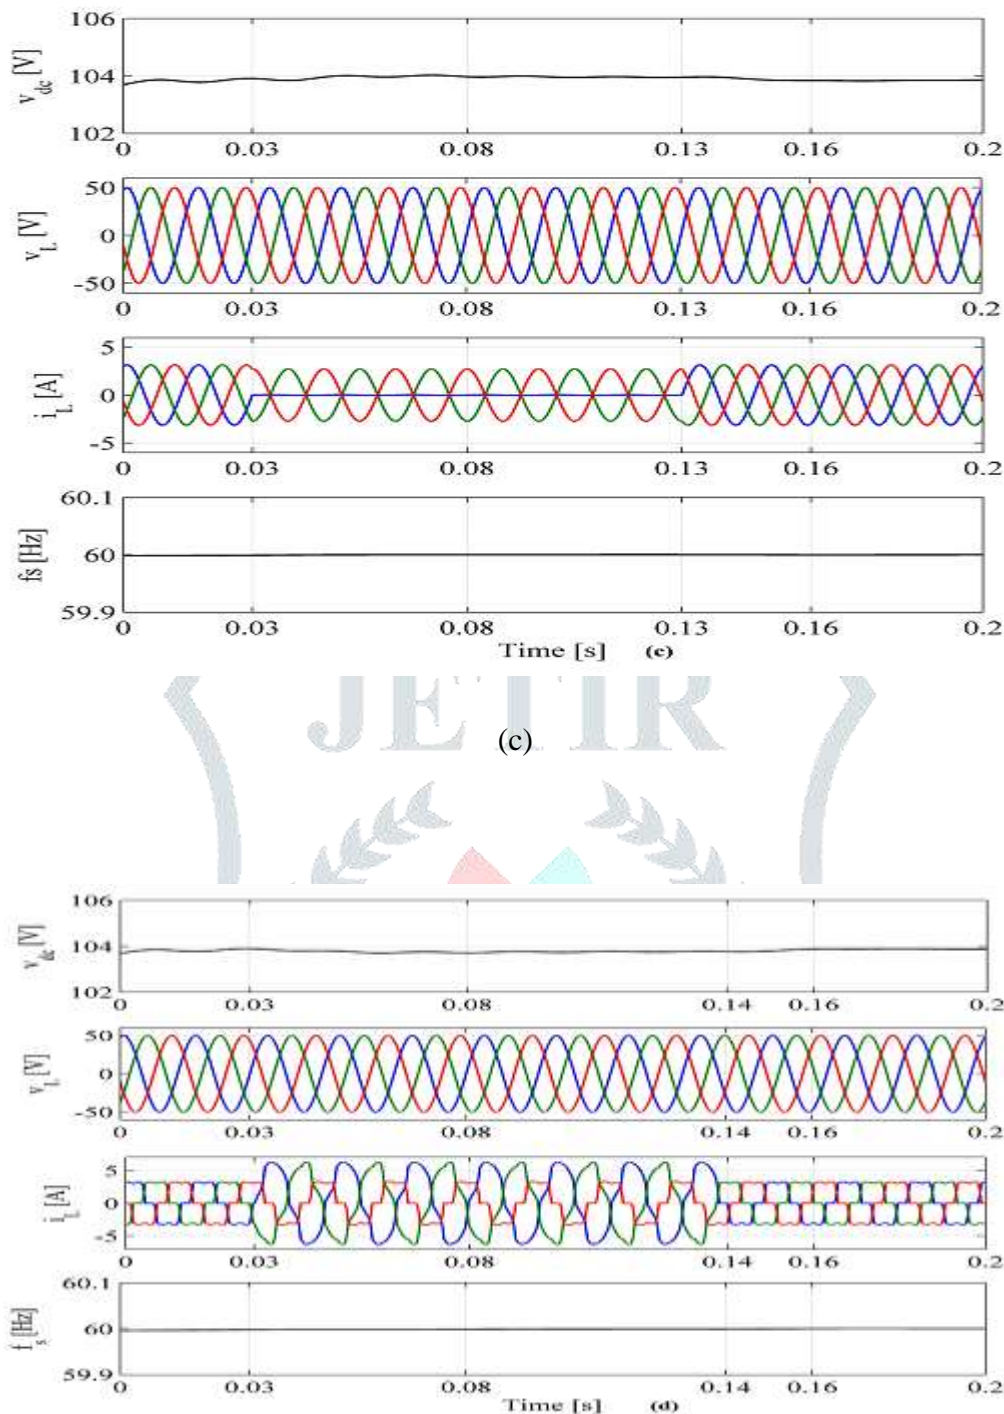 106
v_dc [V]
104
102
0 0.03 0.08 0.13 0.16 0.2
50
v_L [V]
0
-50
0 0.03 0.08 0.13 0.16 0.2
5
i_L [A]
0
-5
0 0.03 0.08 0.13 0.16 0.2
60.1
fs [Hz]
60
59.9
0 0.03 0.08 0.13 0.16 0.2
Time [s] (c)
JETIR
(c)
106
v_dc [V]
104
102
0 0.03 0.08 0.14 0.16 0.2
50
v_L [V]
0
-50
0 0.03 0.08 0.14 0.16 0.2
5
i_L [A]
0
-5
0 0.03 0.08 0.14 0.16 0.2
60.1
f_s [Hz]
60
59.9
0 0.03 0.08 0.14 0.16 0.2
Time [s] (d)